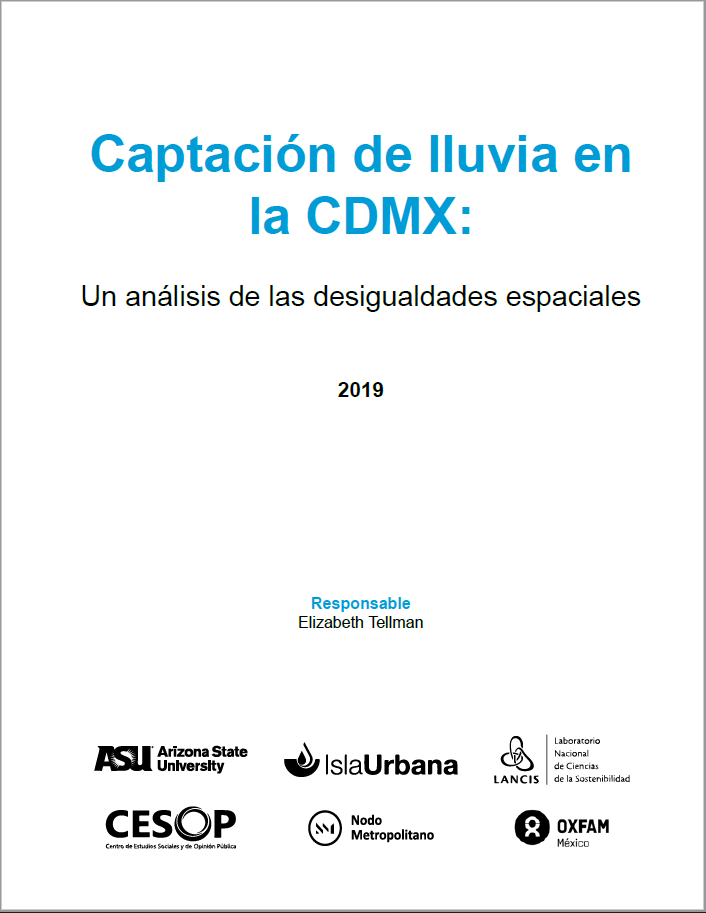 Captación de lluvia en
la CDMX:
Un análisis de las desigualdades espaciales
2019
Responsable
Elizabeth Tellman
ASU Arizona State
University
IslaUrbana
LANCIS
Laboratorio
Nacional
de Ciencias
de la Sostenibilidad
CESOP
Centro de Estudios Sociales y de Opinión Pública
Nodo
Metropolitano
OXFAM
México